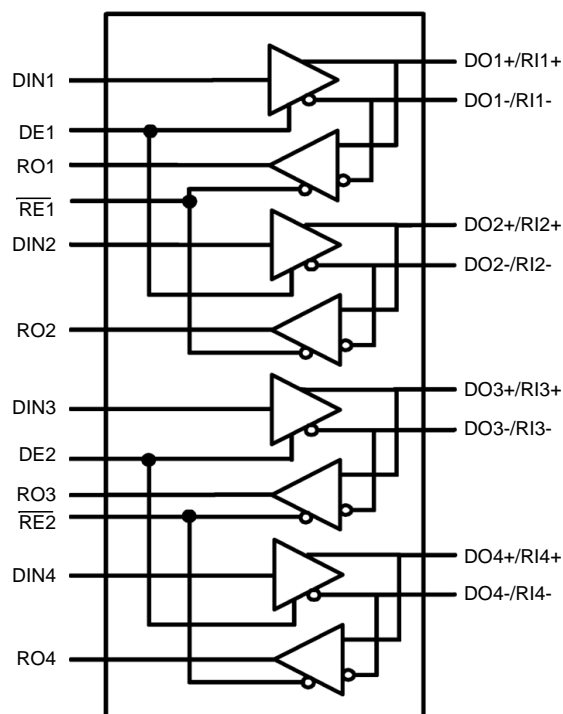 DIN1
DE1
RO1
RE1
DIN2
RO2
DIN3
DE2
RO3
RE2
DIN4
RO4
DO1+/RI1+
DO1-/RI1-
DO2+/RI2+
DO2-/RI2-
DO3+/RI3+
DO3-/RI3-
DO4+/RI4+
DO4-/RI4-